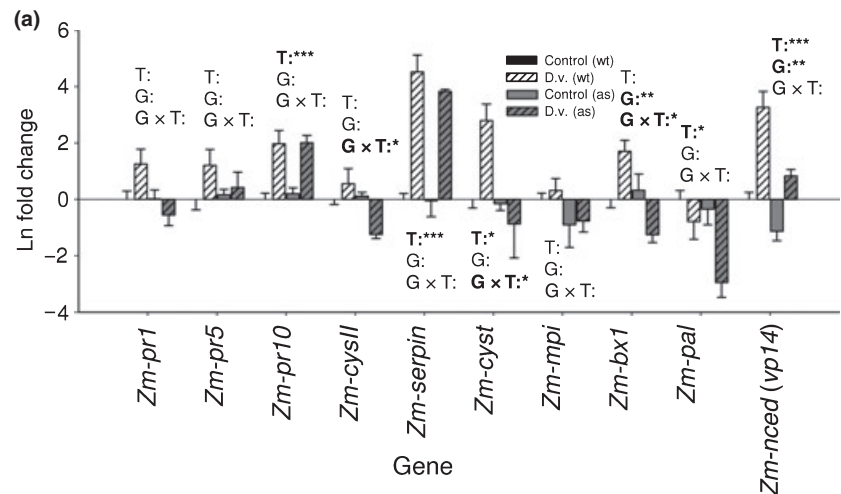 (a)
6
4
2
0
−2
−4
Ln fold change
T:
G:
G × T:
T:
G:
G × T:
T:***
G:
G × T:
T:
G:
G × T:*
T:***
G:
G × T:
T:*
G:
G × T:*
T:
G:
G × T:
T:
G:**
G × T:*
T:*
G:
G × T:
T:***
G:**
G × T:
Control (wt)
D.v. (wt)
Control (as)
D.v. (as)
Zm-pr1
Zm-pr5
Zm-pr10
Zm-cysII
Zm-serpin
Zm-cyst
Zm-mpi
Zm-bx1
Zm-pal
Zm-nced (vp14)
Gene